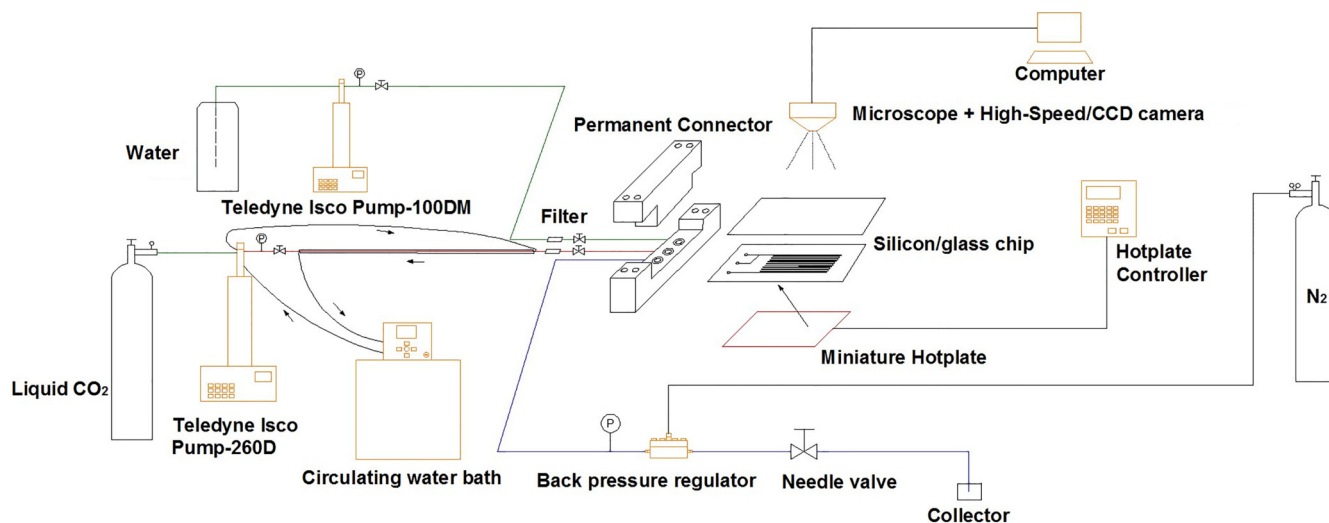 Computer
Microscope + High-Speed/CCD camera
Permanent Connector
P
Water
Teledyne Isco Pump-100DM
Filter
P
Silicon/glass chip
Hotplate
Controller
N2
Miniature Hotplate
Liquid CO2
Teledyne Isco
Pump-260D
Circulating water bath
P
Back pressure regulator
Needle valve
Collector